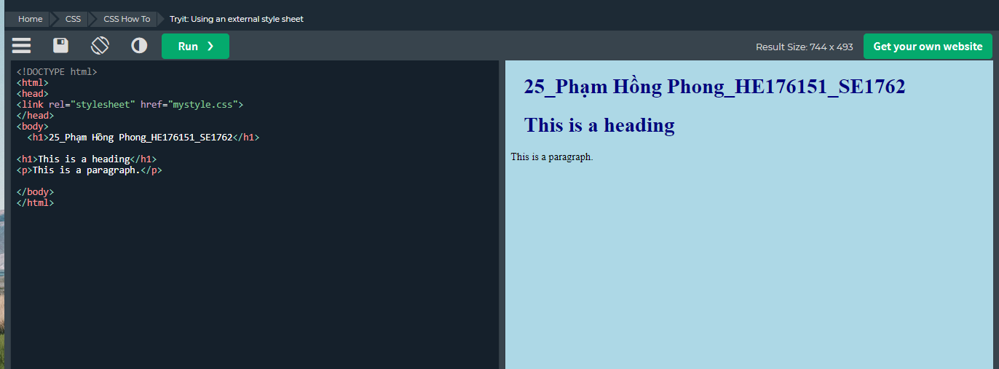 Home CSS CSS How To Tryit: Using an external style sheet
Run ❯ Result Size: 744 x 493 Get your own website
<!DOCTYPE html>
<html>
<head>
<link rel="stylesheet" href="mystyle.css">
</head>
<body>
<h1>25_Phạm Hồng Phong_HE176151_SE1762</h1>
<h1>This is a heading</h1>
<p>This is a paragraph.</p>
</body>
</html>
25_Phạm Hồng Phong_HE176151_SE1762
This is a heading
This is a paragraph.